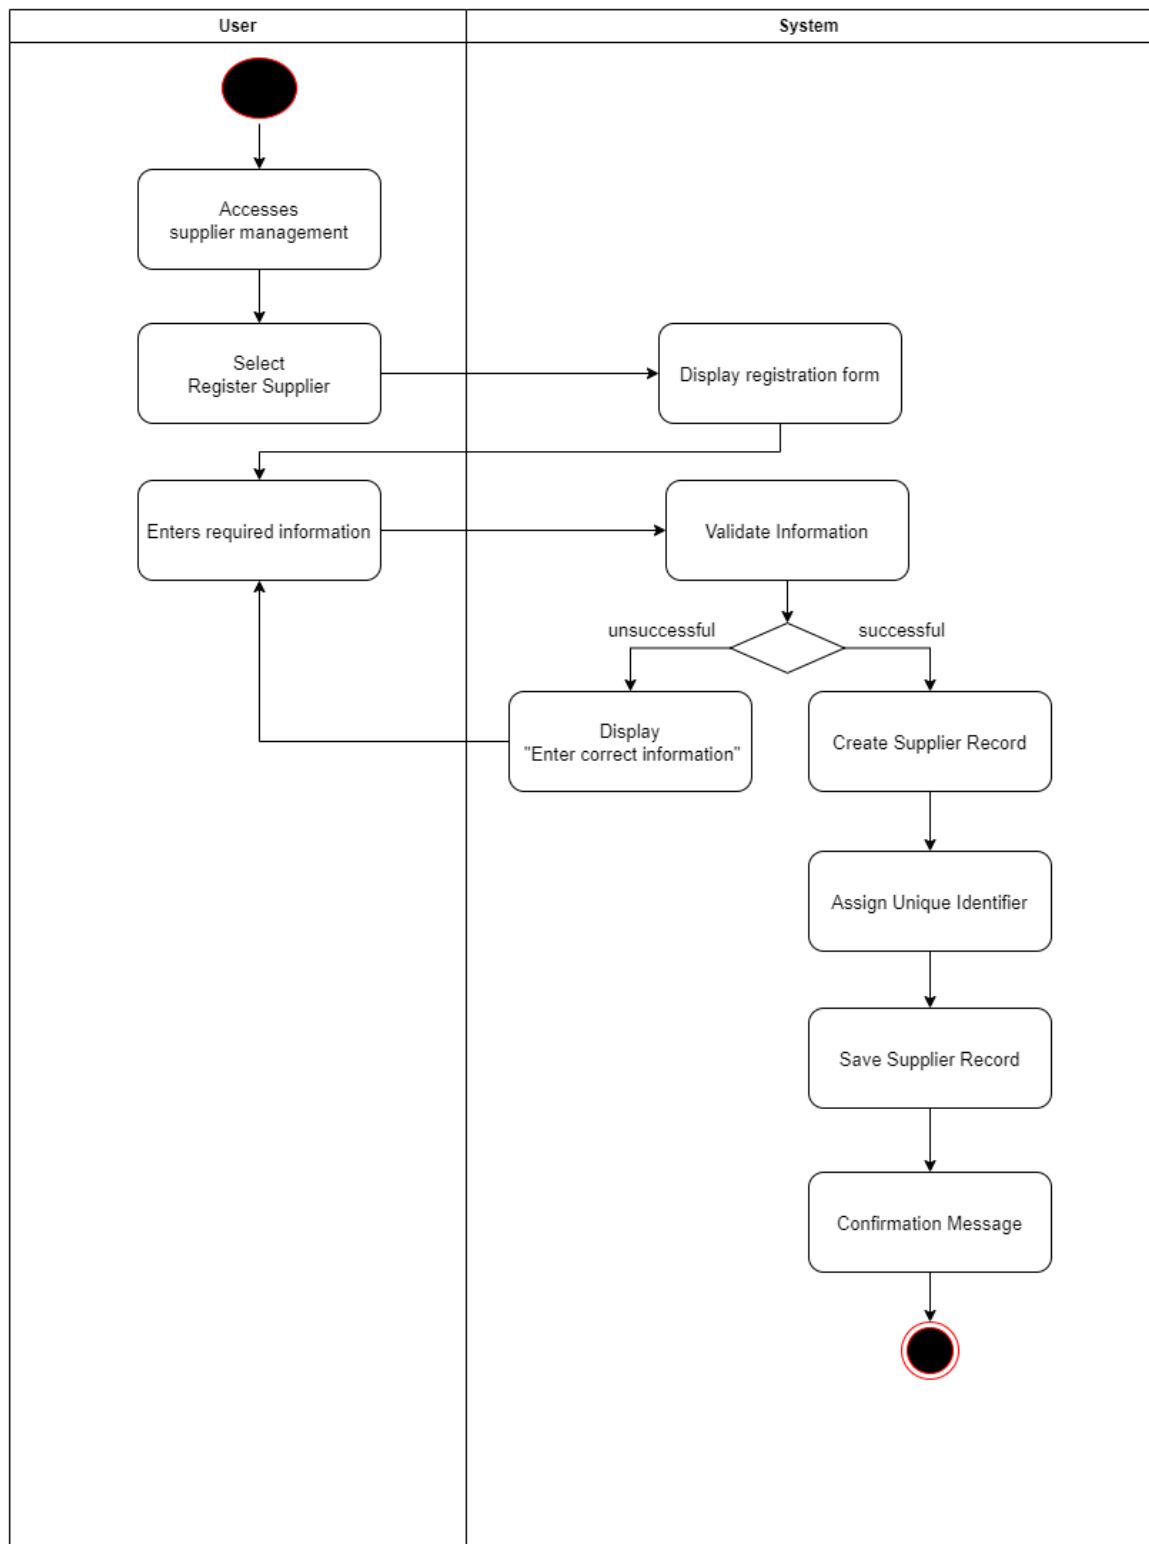 User
System
Accesses
supplier management
Select
Register Supplier
Display registration form
Enters required information
Validate Information
unsuccessful
successful
Display
"Enter correct information"
Create Supplier Record
Assign Unique Identifier
Save Supplier Record
Confirmation Message